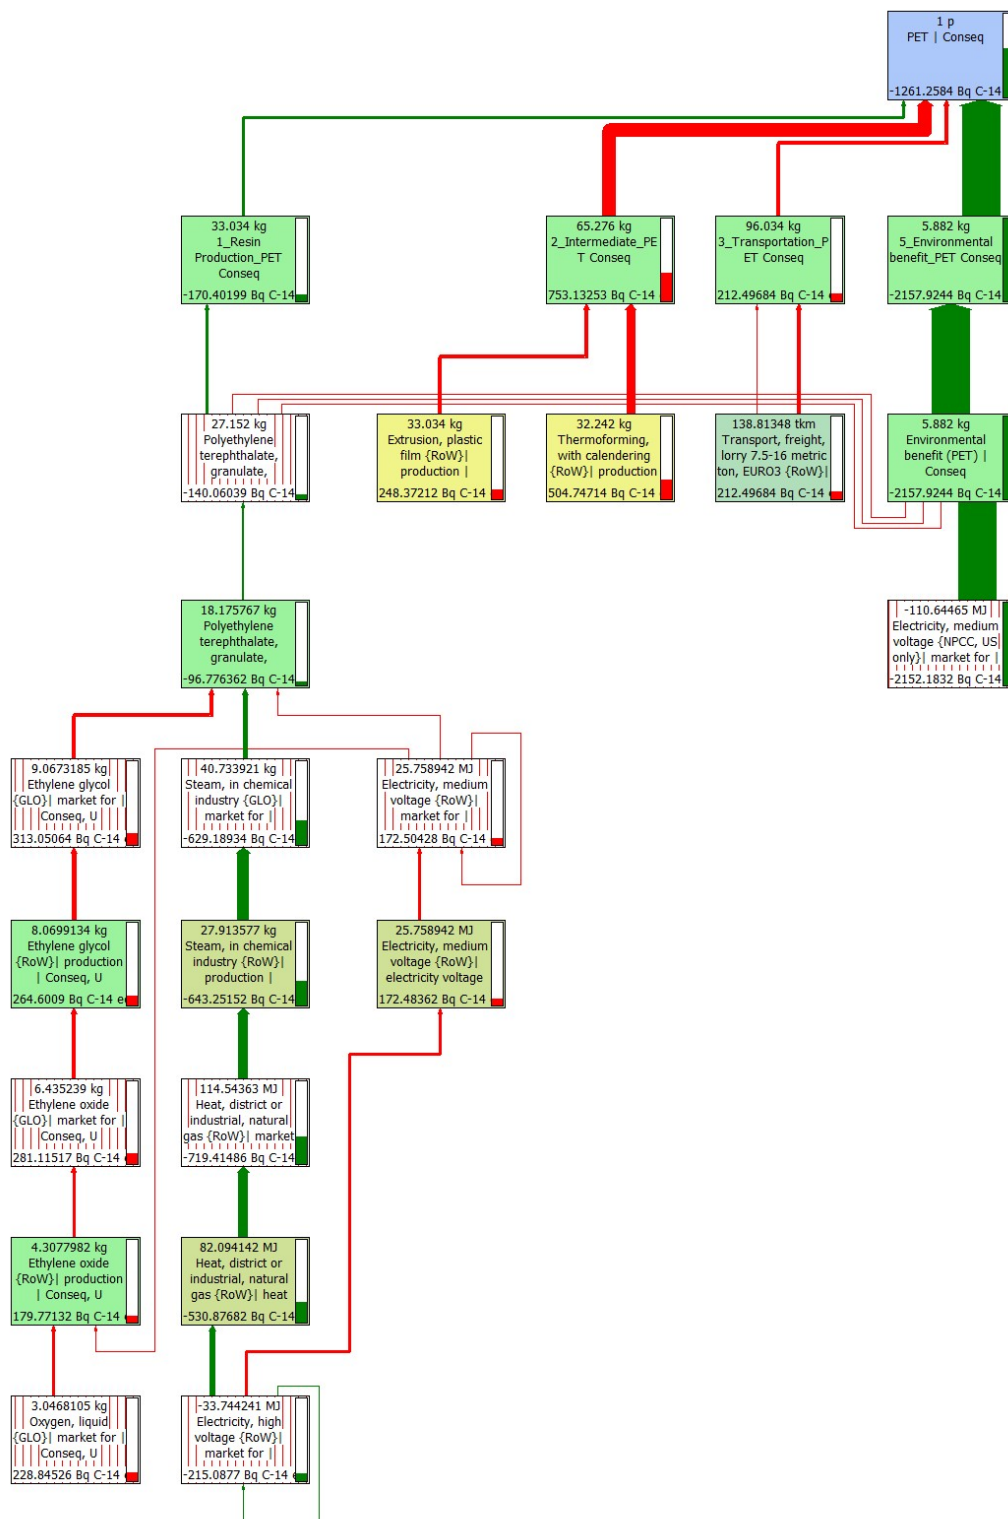 1 p
PET | Conseq
-1261.2584 Bq C-14
33.034 kg
1_Resin
Production_PET
Conseq
-170.40199 Bq C-14
65.276 kg
2_Intermediate_PE
T Conseq
753.13253 Bq C-14
96.034 kg
3_Transportation_P
ET Conseq
212.49684 Bq C-14 e
5.882 kg
5_Environmental
benefit_PET Conseq
-2157.9244 Bq C-14
27.152 kg
Polyethylene
terephthalate,
granulate,
-140.06039 Bq C-14
33.034 kg
Extrusion, plastic
film {RoW}|
production |
248.37212 Bq C-14
32.242 kg
Thermoforming,
with calendering
{RoW}| production
504.74714 Bq C-14
138.81348 tkm
Transport, freight,
lorry 7.5-16 metric
ton, EURO3 {RoW}|
212.49684 Bq C-14
5.882 kg
Environmental
benefit (PET) |
Conseq
-2157.9244 Bq C-14
18.175767 kg
Polyethylene
terephthalate,
granulate,
-96.776362 Bq C-14
-110.64465 MJ
Electricity, medium
voltage {NPCC, US
only}| market for |
-2152.1832 Bq C-14
9.0673185 kg
Ethylene glycol
{GLO}| market for |
Conseq, U
313.05064 Bq C-14 e
40.733921 kg
Steam, in chemical
industry {GLO}|
market for |
-629.18934 Bq C-14
25.758942 MJ
Electricity, medium
voltage {RoW}|
market for |
172.50428 Bq C-14
8.0699134 kg
Ethylene glycol
{RoW}| production
| Conseq, U
264.6009 Bq C-14 e
27.913577 kg
Steam, in chemical
industry {RoW}|
production |
-643.25152 Bq C-14
25.758942 MJ
Electricity, medium
voltage {RoW}|
electricity voltage
172.48362 Bq C-14
6.435239 kg
Ethylene oxide
{GLO}| market for |
Conseq, U
281.11517 Bq C-14 e
114.54363 MJ
Heat, district or
industrial, natural
gas {RoW}| market
-719.41486 Bq C-14
4.3077982 kg
Ethylene oxide
{RoW}| production
| Conseq, U
179.77132 Bq C-14 e
82.094142 MJ
Heat, district or
industrial, natural
gas {RoW}| heat
-530.87682 Bq C-14
3.0468105 kg
Oxygen, liquid
{GLO}| market for |
Conseq, U
228.84526 Bq C-14 e
-33.744241 MJ
Electricity, high
voltage {RoW}|
market for |
-215.0877 Bq C-14 e